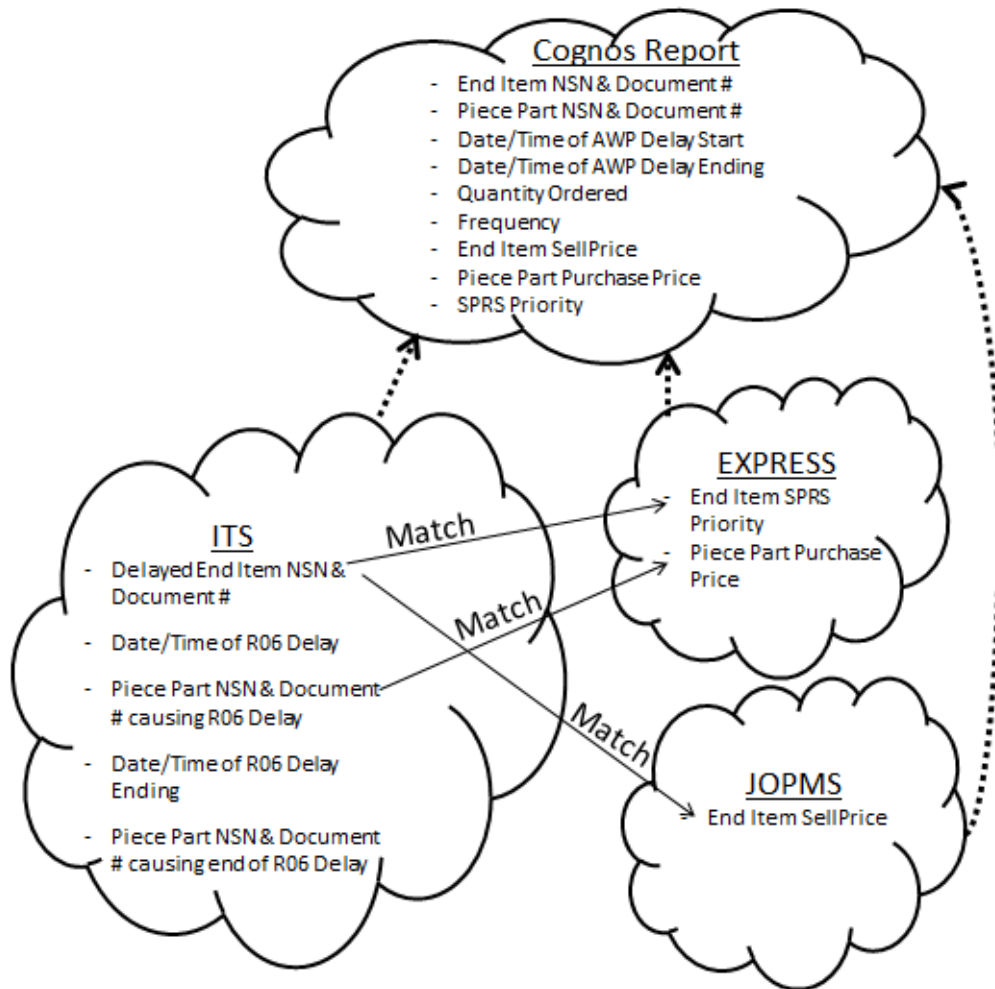 Cognos Report
- End Item NSN & Document #
- Piece Part NSN & Document #
- Date/Time of AWP Delay Start
- Date/Time of AWP Delay Ending
- Quantity Ordered
- Frequency
- End Item Sell Price
- Piece Part Purchase Price
- SPRS Priority
EXPRESS
- End Item SPRS
Priority
- Piece Part Purchase
Price
ITS
- Delayed End Item NSN &
Document #
- Date/Time of R06 Delay
- Piece Part NSN & Document
# causing R06 Delay
- Date/Time of R06 Delay
Ending
- Piece Part NSN & Document
# causing end of R06 Delay
Match
Match
Match
JOPMS
- End Item Sell Price